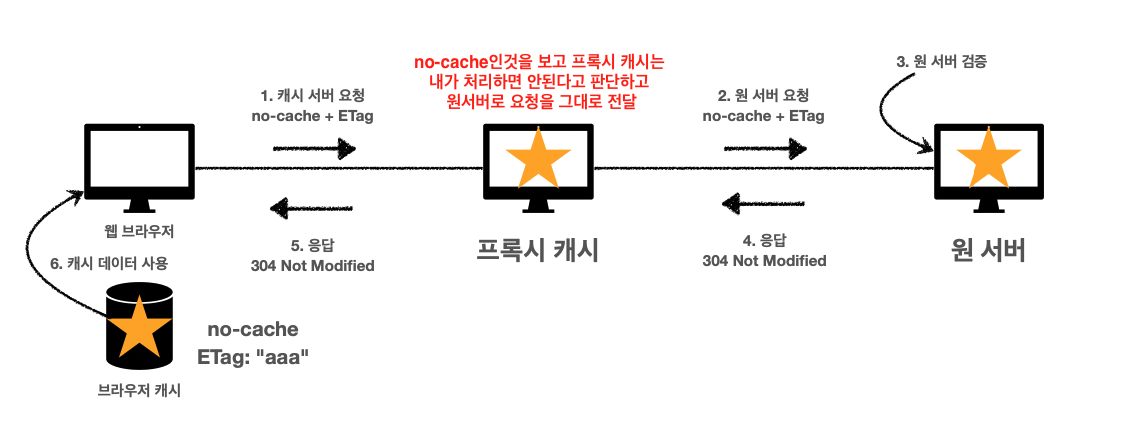 no-cache인것을 보고 프록시 캐시는
내가 처리하면 안된다고 판단하고
원서버로 요청을 그대로 전달
1. 캐시 서버 요청
no-cache + ETag
2. 원 서버 요청
no-cache + ETag
3. 원 서버 검증
웹 브라우저
프록시 캐시
원 서버
5. 응답
304 Not Modified
4. 응답
304 Not Modified
6. 캐시 데이터 사용
no-cache
ETag: "aaa"
브라우저 캐시